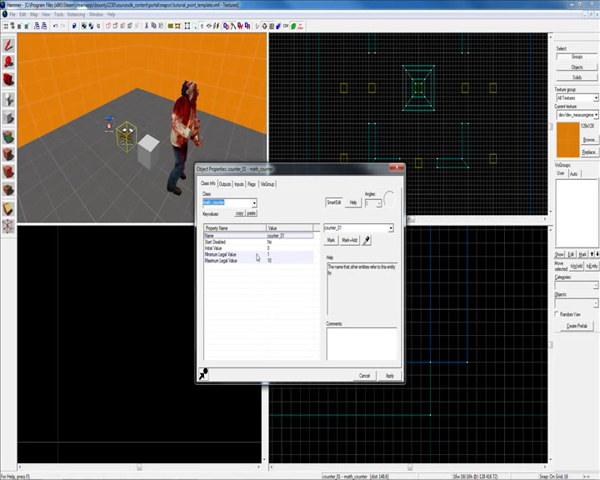 File Edit Map View Tools Instancing Window Help
Select:
Groups
Objects
Solids
Texture group:
All Textures
Current texture:
128x128
Browse...
Replace...
VisGroups:
User Auto
Object Properties: counter_01 - math_counter
Class Info Outputs Inputs Flags VisGroup
Class:
math_counter
SmartEdit Help
Angles:
Keyvalues: copy paste
Property Name Value
Name counter_01
Start Disabled No
Initial Value 0
Minimum Legal Value 1
Maximum Legal Value 10
counter_01
Mark Mark+Add
Help
The name that other entities refer to this entity
by.
Comments
Cancel Apply
Show Edit Mark
Move
selected:
toWorld toEntity
Categories:
Objects:
Random Yaw
Create Prefab
For Help, press F1
counter_01 - math_counter
Snap: On Grid: 16